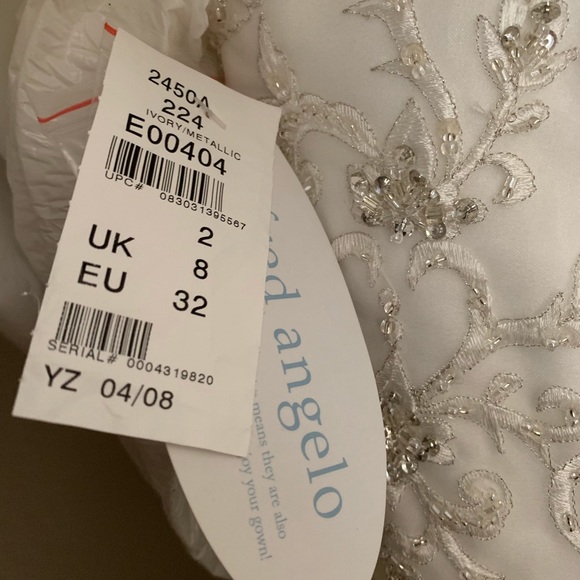 2450A
224
IVORY/METALLIC
E00404
UPC# 083031395567
2
UK 8
EU 32
SERIAL# 0004319820
YZ 04/08
angelo
means they are also
your gown!